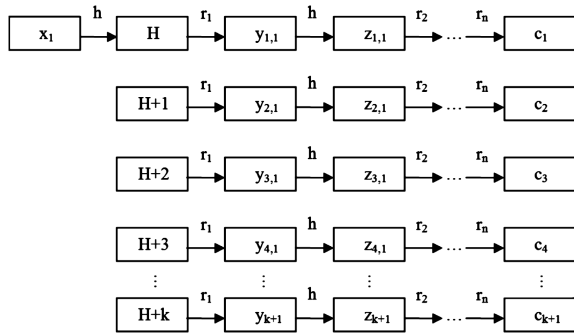 h r₁ h r₂ rₙ
x₁ H y₁,₁ z₁,₁ … c₁
r₁ h r₂ rₙ
H+1 y₂,₁ z₂,₁ … c₂
r₁ h r₂ rₙ
H+2 y₃,₁ z₃,₁ … c₃
r₁ h r₂ rₙ
H+3 y₄,₁ z₄,₁ … c₄
⋮ ⋮ ⋮ ⋮
r₁ h r₂ rₙ
H+k yₖ₊₁ zₖ₊₁ … cₖ₊₁